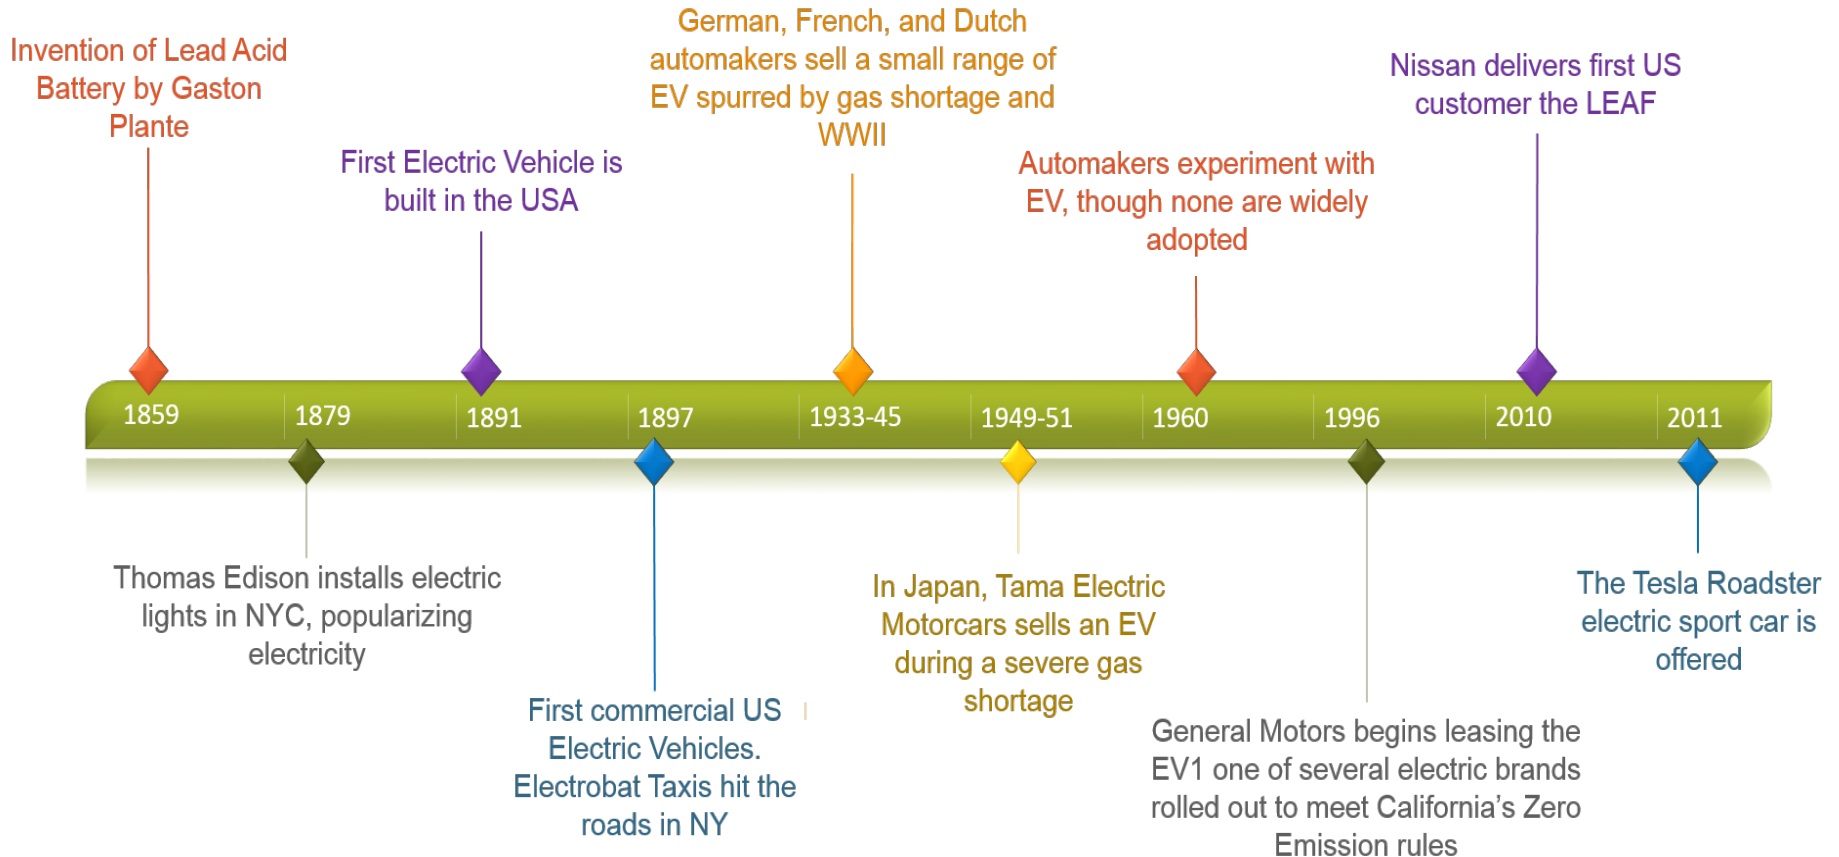 Invention of Lead Acid
Battery by Gaston
Plante
First Electric Vehicle is
built in the USA
German, French, and Dutch
automakers sell a small range of
EV spurred by gas shortage and
WWII
Automakers experiment with
EV, though none are widely
adopted
Nissan delivers first US
customer the LEAF
1859
1879
1891
1897
1933-45
1949-51
1960
1996
2010
2011
Thomas Edison installs electric
lights in NYC, popularizing
electricity
First commercial US
Electric Vehicles.
Electrobat Taxis hit the
roads in NY
In Japan, Tama Electric
Motorcars sells an EV
during a severe gas
shortage
General Motors begins leasing the
EV1 one of several electric brands
rolled out to meet California’s Zero
Emission rules
The Tesla Roadster
electric sport car is
offered